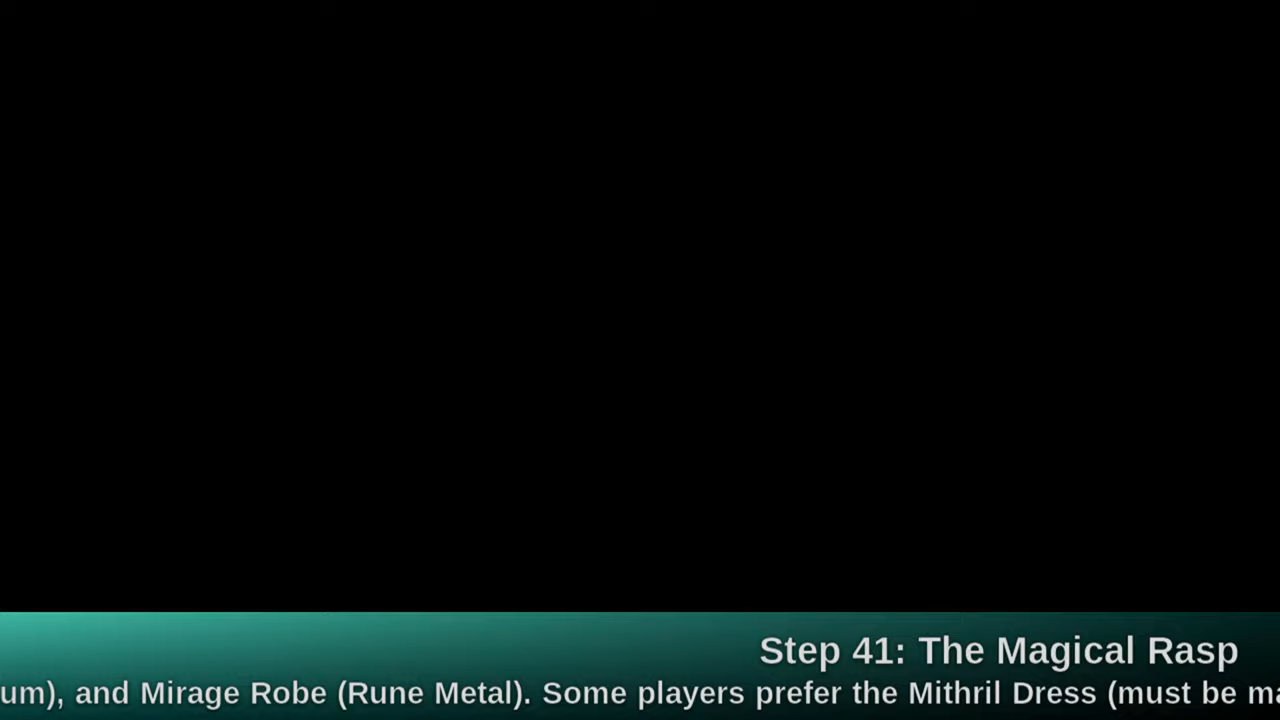 Step 41: The Magical Rasp
um), and Mirage Robe (Rune Metal). Some players prefer the Mithril Dress (must be ma